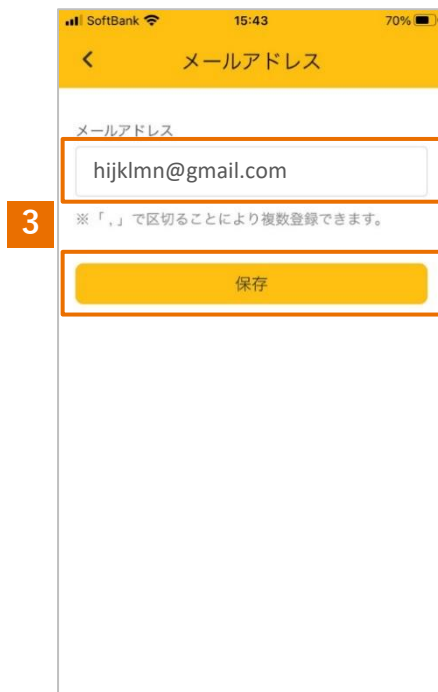 SoftBank 15:43 70%
メールアドレス
メールアドレス
hijklmn@gmail.com
3
※「 , 」で区切ることにより複数登録できます。
保存